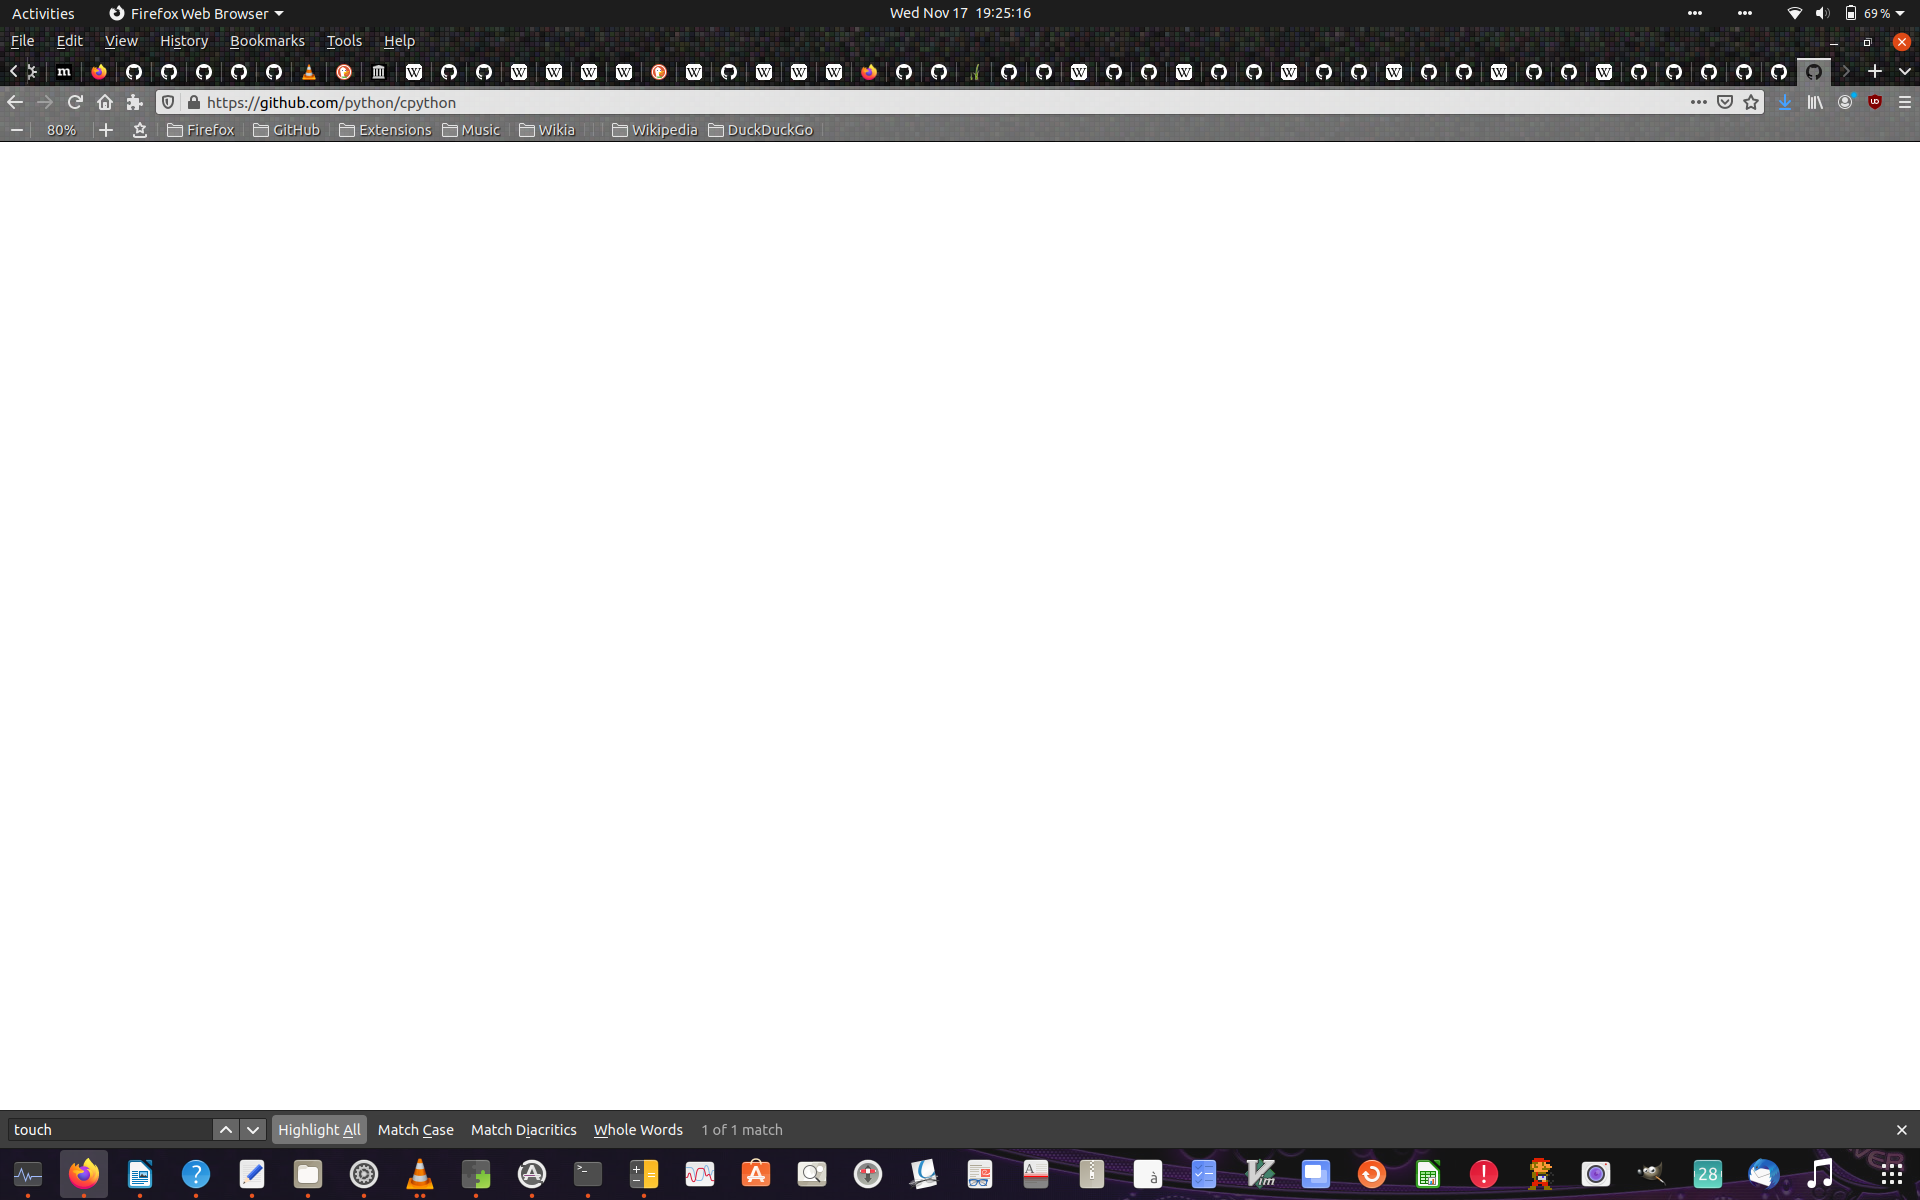 Activities Firefox Web Browser Wed Nov 17 19:25:16 69 %
File Edit View History Bookmarks Tools Help
https://github.com/python/cpython
80% Firefox GitHub Extensions Music Wikia Wikipedia DuckDuckGo
touch Highlight All Match Case Match Diacritics Whole Words 1 of 1 match
28